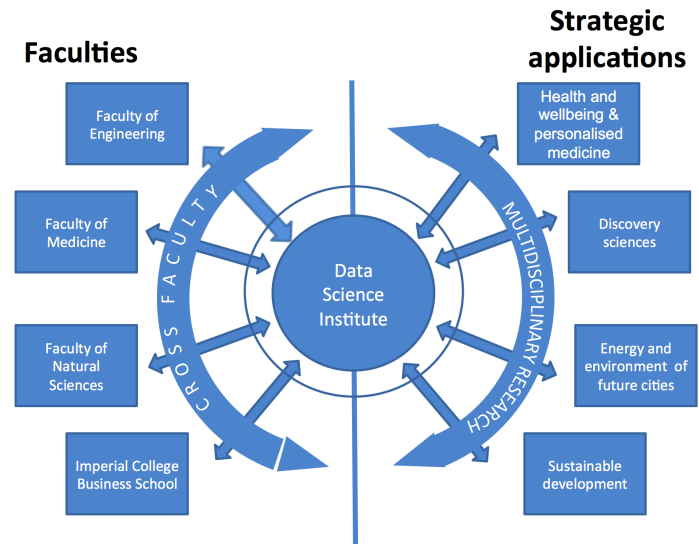 Faculties
Faculty of
Engineering
Faculty of
Medicine
Faculty of
Natural
Sciences
Imperial College
Business School
CROSS FACULTY
Data
Science
Institute
MULTIDISCIPLINARY RESEARCH
Strategic
applications
Health and
wellbeing &
personalised
medicine
Discovery
sciences
Energy and
environment of
future cities
Sustainable
development